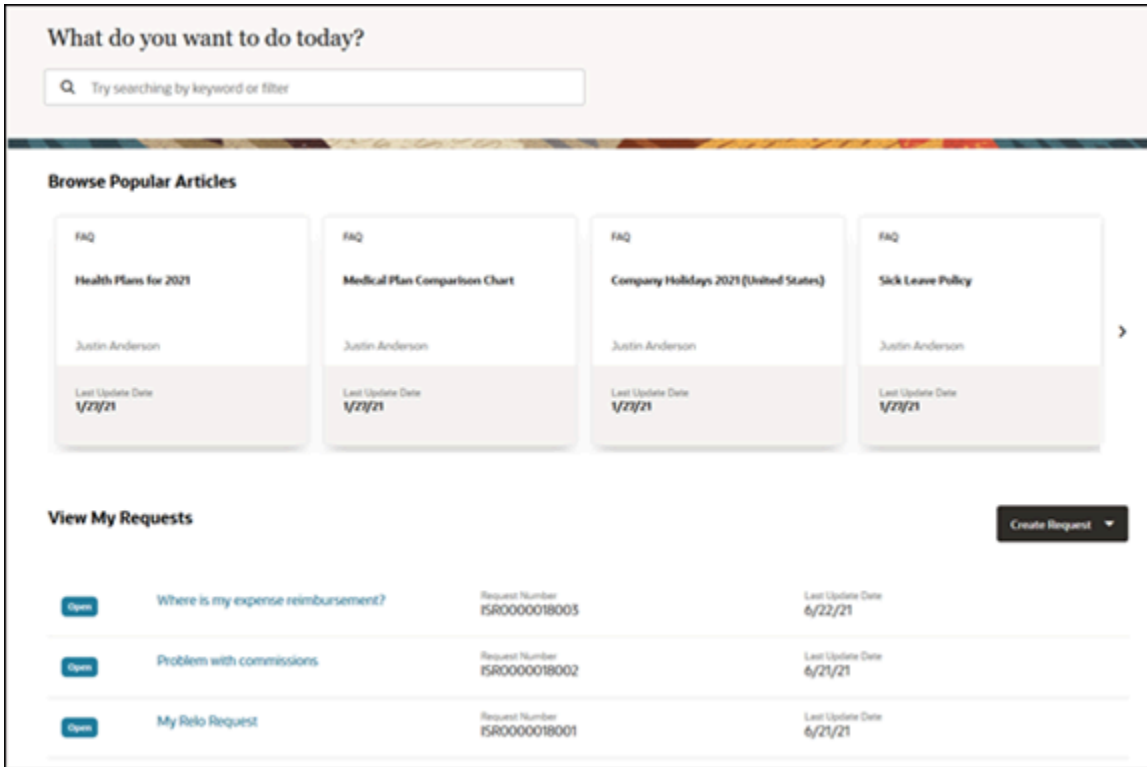 What do you want to do today?
Try searching by keyword or filter
Browse Popular Articles
FAQ
Health Plans for 2021
Justin Anderson
Last Update Date
1/27/21
FAQ
Medical Plan Comparison Chart
Justin Anderson
Last Update Date
1/27/21
FAQ
Company Holidays 2021 (United States)
Justin Anderson
Last Update Date
1/27/21
FAQ
Sick Leave Policy
Justin Anderson
Last Update Date
1/27/21
View My Requests
Create Request
Open
Where is my expense reimbursement?
Request Number
ISR0000018003
Last Update Date
6/22/21
Open
Problem with commissions
Request Number
ISR0000018002
Last Update Date
6/21/21
Open
My Relo Request
Request Number
ISR0000018001
Last Update Date
6/21/21